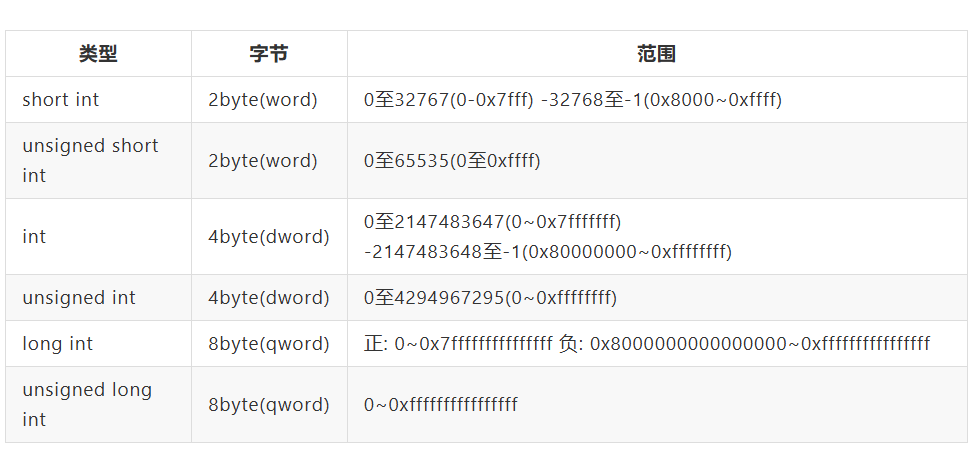 类型 字节 范围
short int 2byte(word) 0至32767(0-0x7fff) -32768至-1(0x8000~0xffff)
unsigned short
int
2byte(word) 0至65535(0至0xffff)
int 4byte(dword)
0至2147483647(0~0x7fffffff)
-2147483648至-1(0x80000000~0xffffffff)
unsigned int 4byte(dword) 0至4294967295(0~0xffffffff)
long int 8byte(qword) 正: 0~0x7fffffffffffffff 负: 0x8000000000000000~0xffffffffffffffff
unsigned long
int
8byte(qword) 0~0xffffffffffffffff